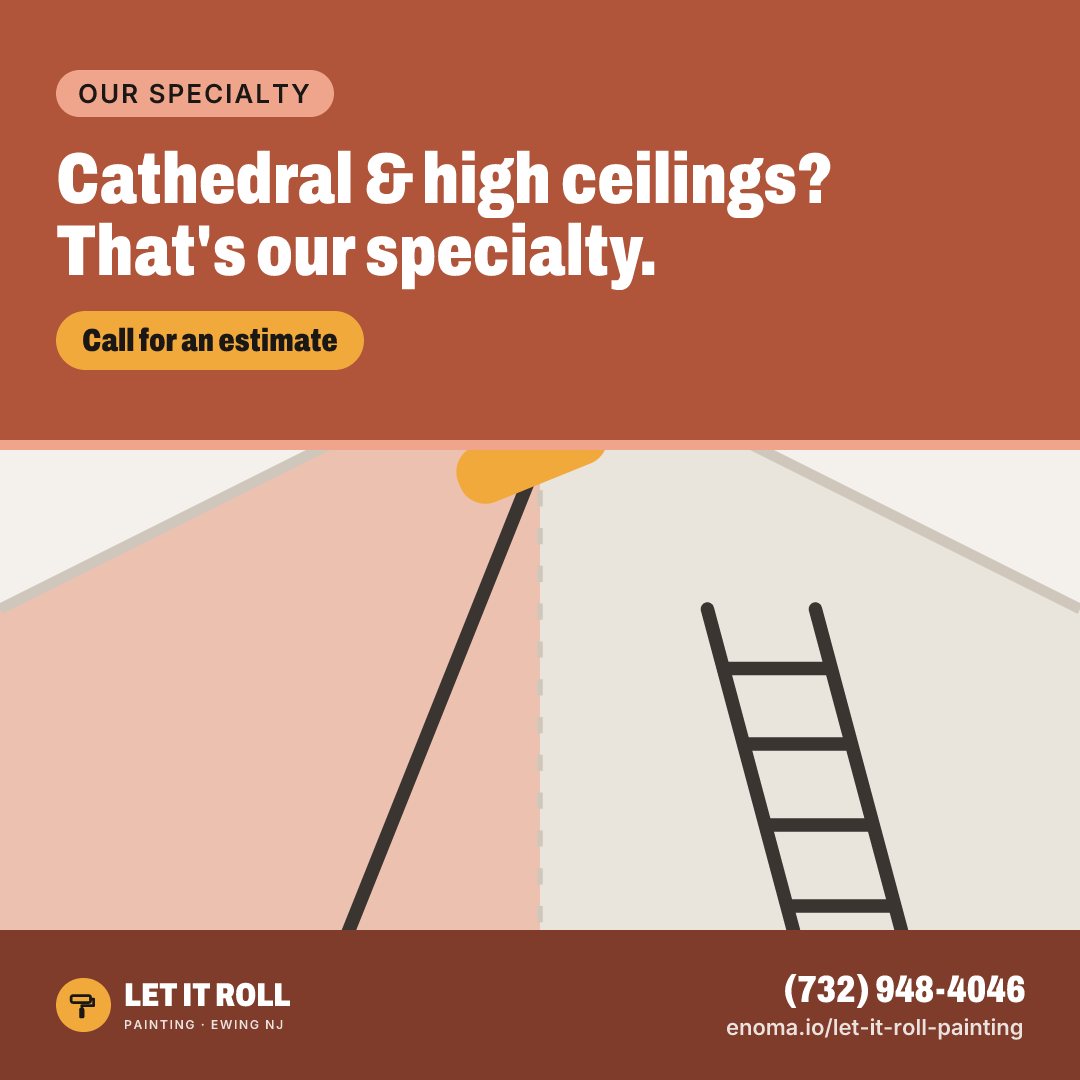 OUR SPECIALTY
Cathedral & high ceilings?
That's our specialty.
Call for an estimate
LET IT ROLL
PAINTING · EWING NJ
(732) 948-4046
enoma.io/let-it-roll-painting